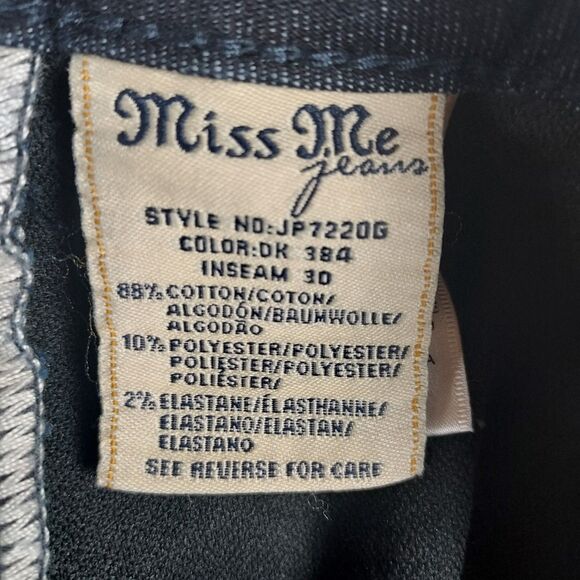 Miss Me
jeans
STYLE NO:JP7220G
COLOR:DK 384
INSEAM 30
88% COTTON/COTON/
ALGODÓN/BAUMWOLLE/
ALGODÃO
10% POLYESTER/POLYESTER/
POLIÉSTER/POLYESTER/
POLIÉSTER/
2% ELASTANE/ÉLASTHANNE/
ELASTANO/ELASTAN/
ELASTANO
SEE REVERSE FOR CARE